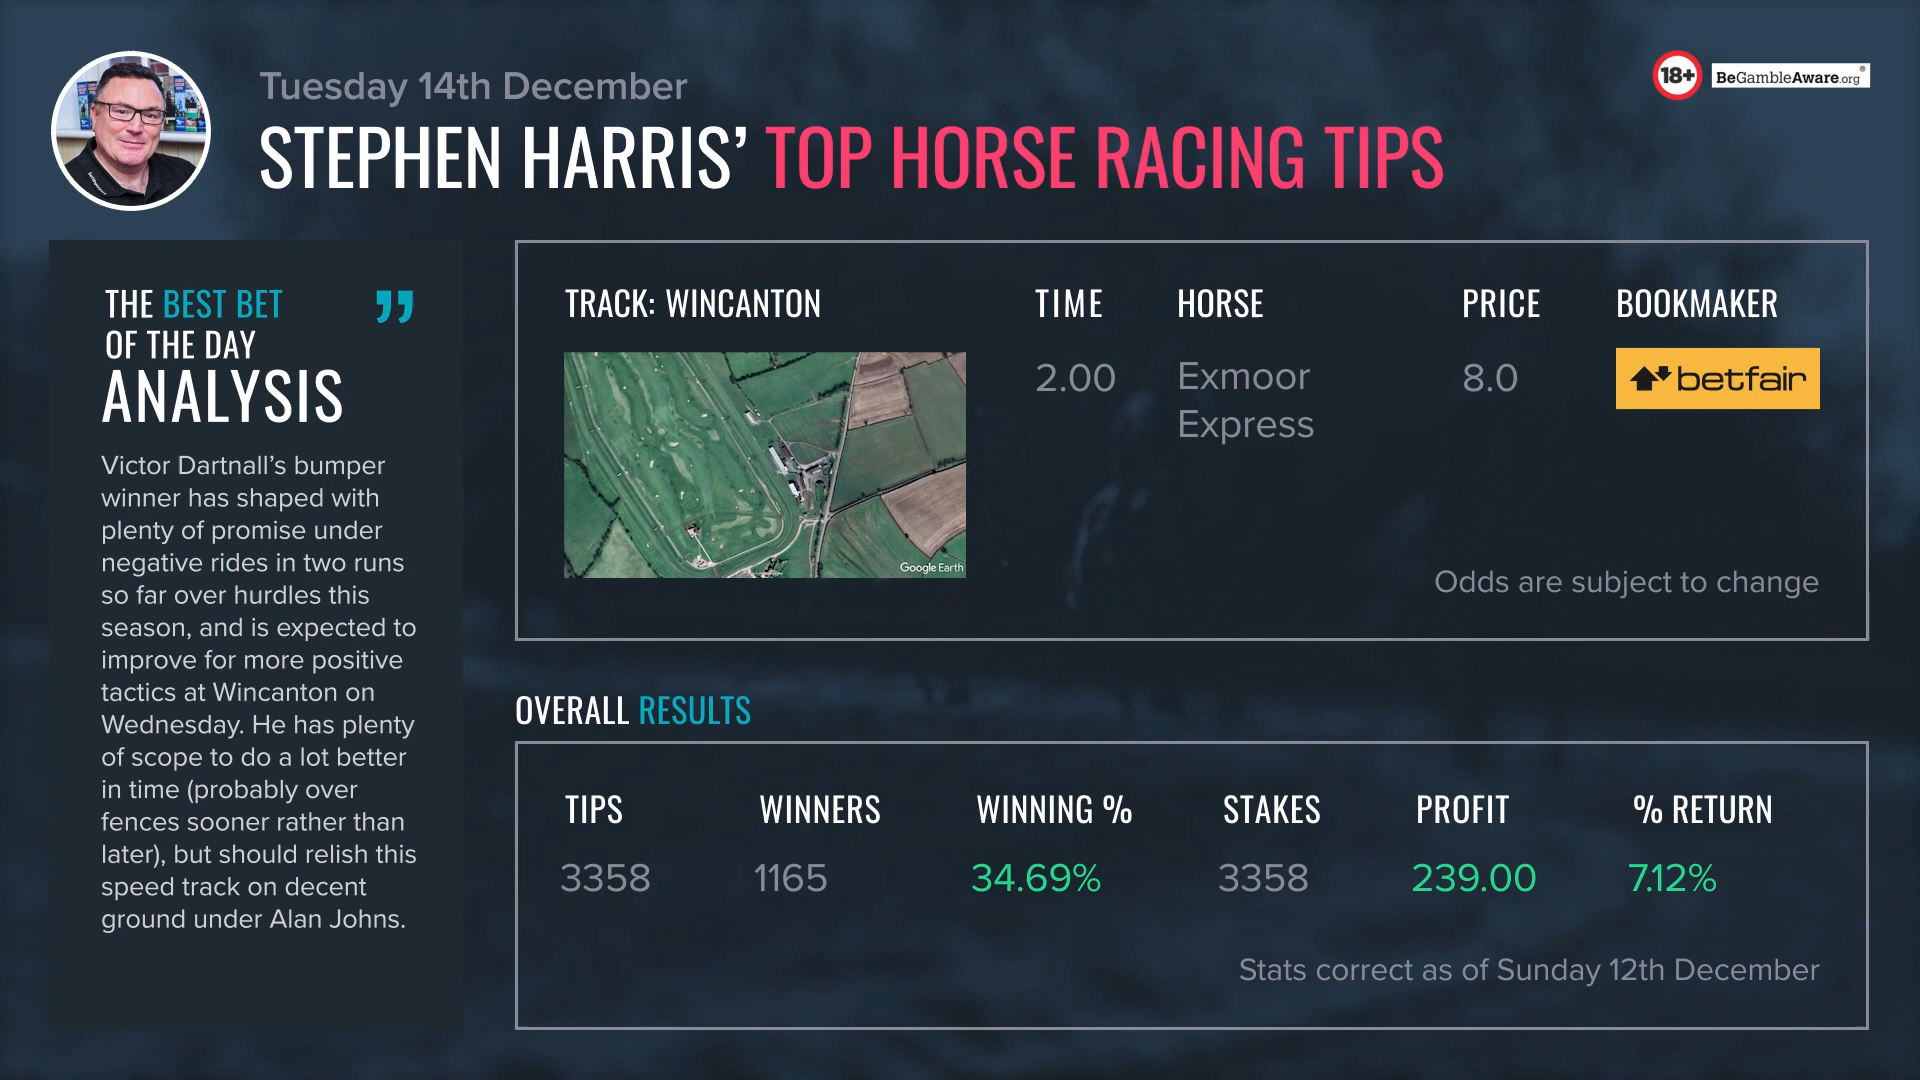 Tuesday 14th December
STEPHEN HARRIS’ TOP HORSE RACING TIPS
18+
BeGambleAware.org®
THE BEST BET ”
OF THE DAY
ANALYSIS
Victor Dartnall’s bumper
winner has shaped with
plenty of promise under
negative rides in two runs
so far over hurdles this
season, and is expected to
improve for more positive
tactics at Wincanton on
Wednesday. He has plenty
of scope to do a lot better
in time (probably over
fences sooner rather than
later), but should relish this
speed track on decent
ground under Alan Johns.
TRACK: WINCANTON TIME HORSE PRICE BOOKMAKER
2.00 Exmoor 8.0 betfair
Express
Google Earth
Odds are subject to change
OVERALL RESULTS
TIPS WINNERS WINNING % STAKES PROFIT % RETURN
3358 1165 34.69% 3358 239.00 7.12%
Stats correct as of Sunday 12th December